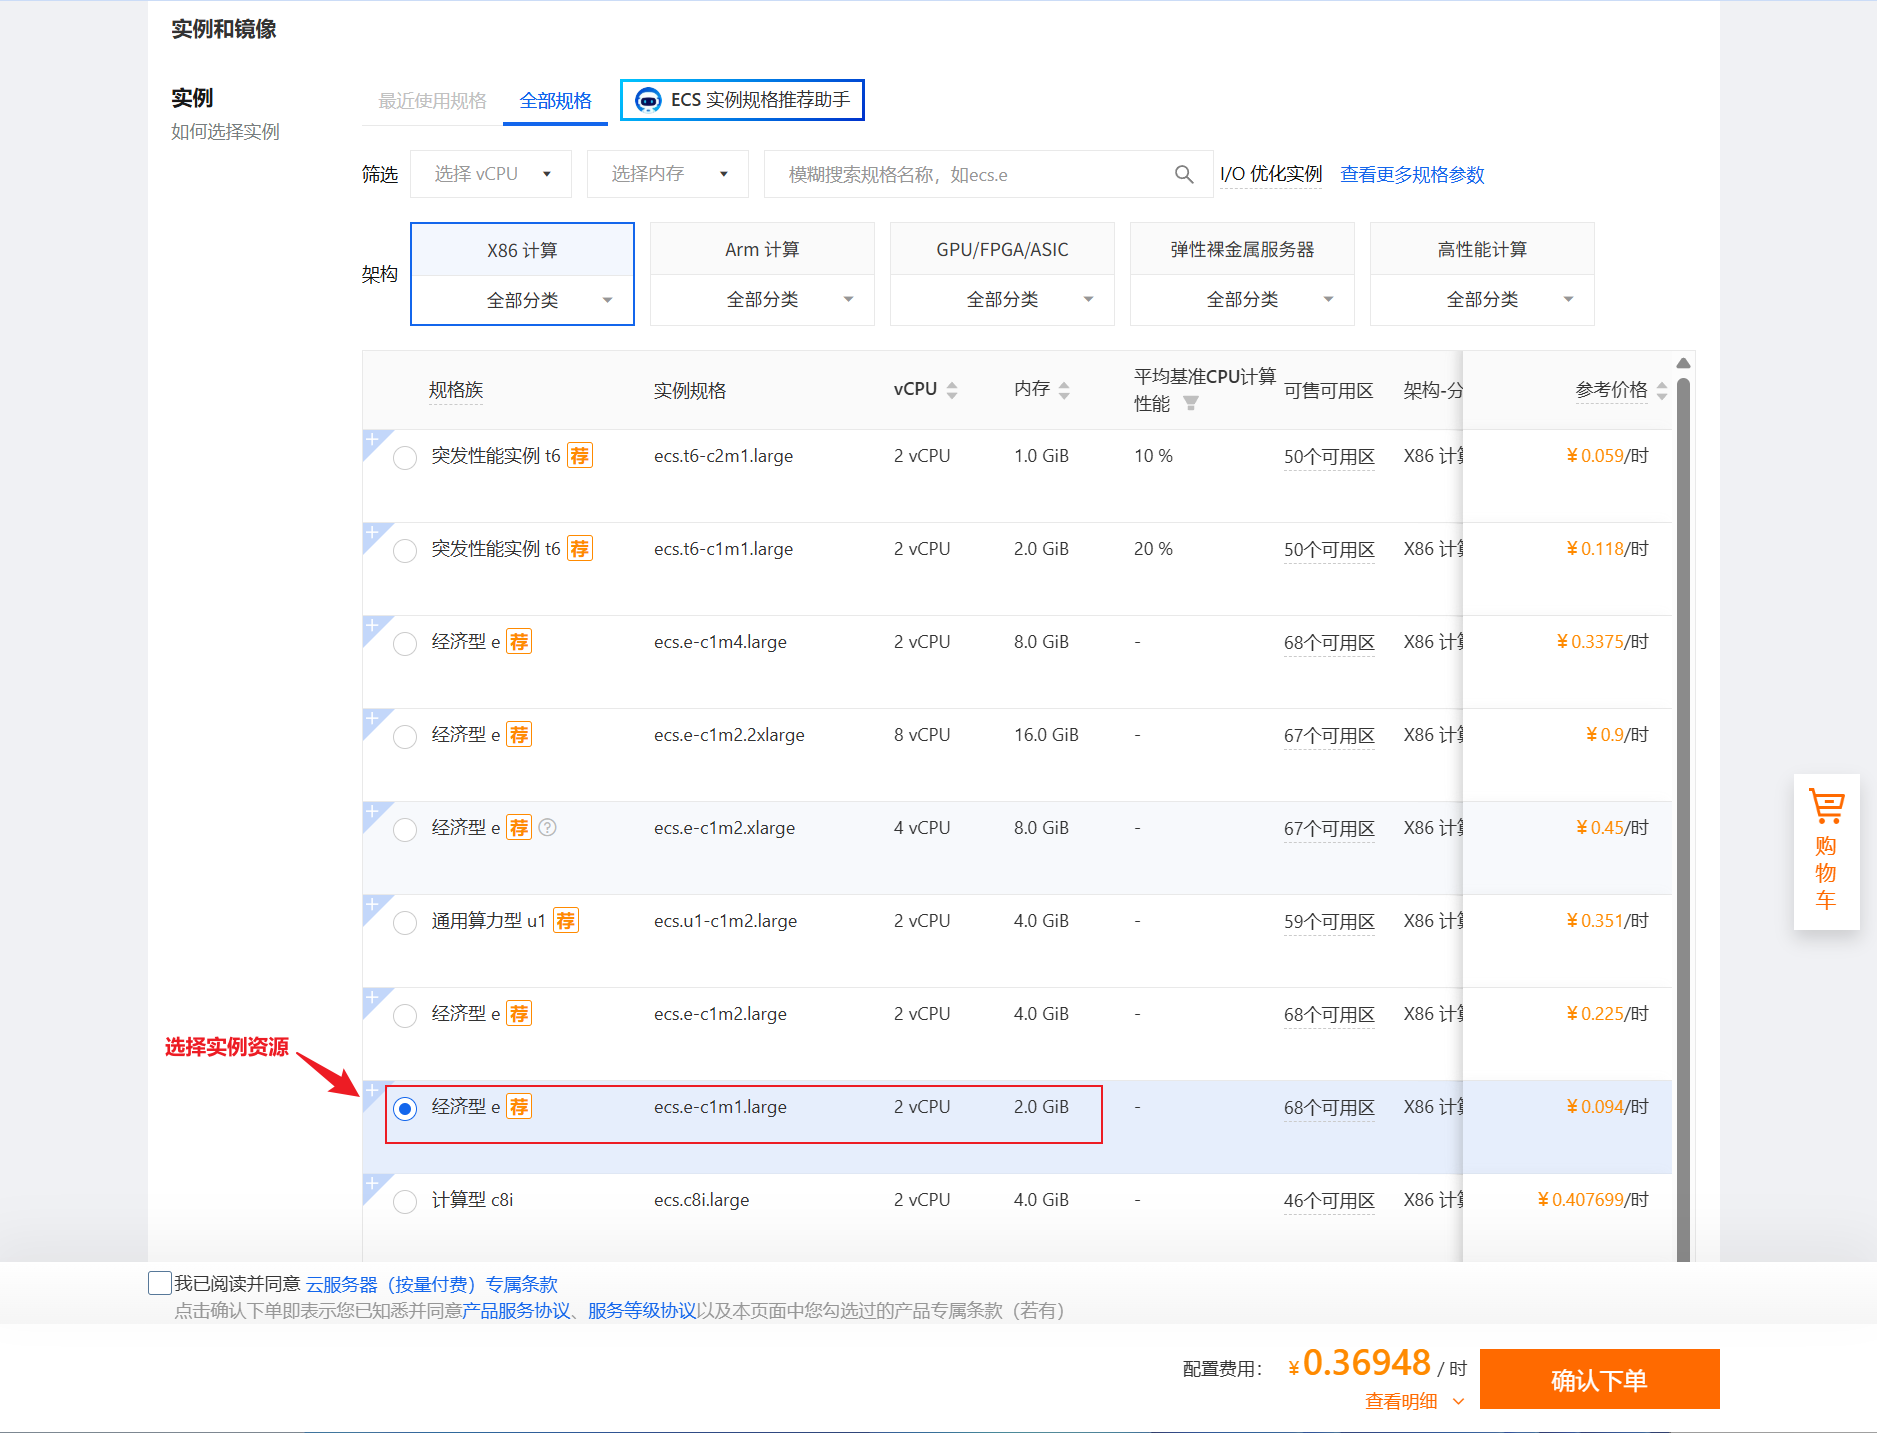 实例和镜像
实例
如何选择实例
最近使用规格 全部规格 ECS 实例规格推荐助手
筛选 选择 vCPU 选择内存 模糊搜索规格名称，如ecs.e I/O 优化实例 查看更多规格参数
架构
X86 计算 Arm 计算 GPU/FPGA/ASIC 弹性裸金属服务器 高性能计算
全部分类 全部分类 全部分类 全部分类 全部分类
规格族 实例规格 vCPU 内存 平均基准CPU计算性能 可售可用区 架构-分 参考价格
突发性能实例 t6 荐 ecs.t6-c2m1.large 2 vCPU 1.0 GiB 10 % 50个可用区 X86 计 ¥ 0.059/时
突发性能实例 t6 荐 ecs.t6-c1m1.large 2 vCPU 2.0 GiB 20 % 50个可用区 X86 计 ¥ 0.118/时
经济型 e 荐 ecs.e-c1m4.large 2 vCPU 8.0 GiB - 68个可用区 X86 计 ¥ 0.3375/时
经济型 e 荐 ecs.e-c1m2.2xlarge 8 vCPU 16.0 GiB - 67个可用区 X86 计 ¥ 0.9/时
经济型 e 荐 ecs.e-c1m2.xlarge 4 vCPU 8.0 GiB - 67个可用区 X86 计 ¥ 0.45/时
通用算力型 u1 荐 ecs.u1-c1m2.large 2 vCPU 4.0 GiB - 59个可用区 X86 计 ¥ 0.351/时
经济型 e 荐 ecs.e-c1m2.large 2 vCPU 4.0 GiB - 68个可用区 X86 计 ¥ 0.225/时
选择实例资源
经济型 e 荐 ecs.e-c1m1.large 2 vCPU 2.0 GiB - 68个可用区 X86 计 ¥ 0.094/时
计算型 c8i ecs.c8i.large 2 vCPU 4.0 GiB - 46个可用区 X86 计 ¥ 0.407699/时
购物车
我已阅读并同意 云服务器（按量付费）专属条款
点击确认下单即表示您已知悉并同意产品服务协议、服务等级协议以及本页面中您勾选过的产品专属条款（若有）
配置费用： ¥ 0.36948 / 时
查看明细
确认下单